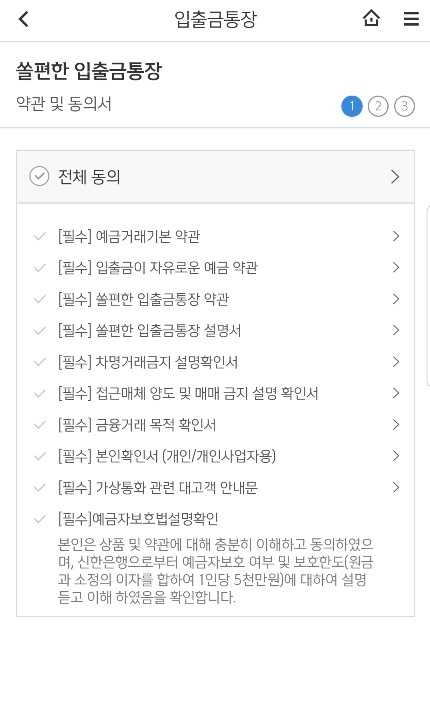 입출금통장
쏠편한 입출금통장
약관 및 동의서
1 2 3
전체 동의
[필수] 예금거래기본 약관
[필수] 입출금이 자유로운 예금 약관
[필수] 쏠편한 입출금통장 약관
[필수] 쏠편한 입출금통장 설명서
[필수] 차명거래금지 설명확인서
[필수] 접근매체 양도 및 매매 금지 설명 확인서
[필수] 금융거래 목적 확인서
[필수] 본인확인서 (개인/개인사업자용)
[필수] 가상통화 관련 대고객 안내문
[필수]예금자보호법설명확인
본인은 상품 및 약관에 대해 충분히 이해하고 동의하였으
며, 신한은행으로부터 예금자보호 여부 및 보호한도(원금
과 소정의 이자를 합하여 1인당 5천만원)에 대하여 설명
듣고 이해 하였음을 확인합니다.